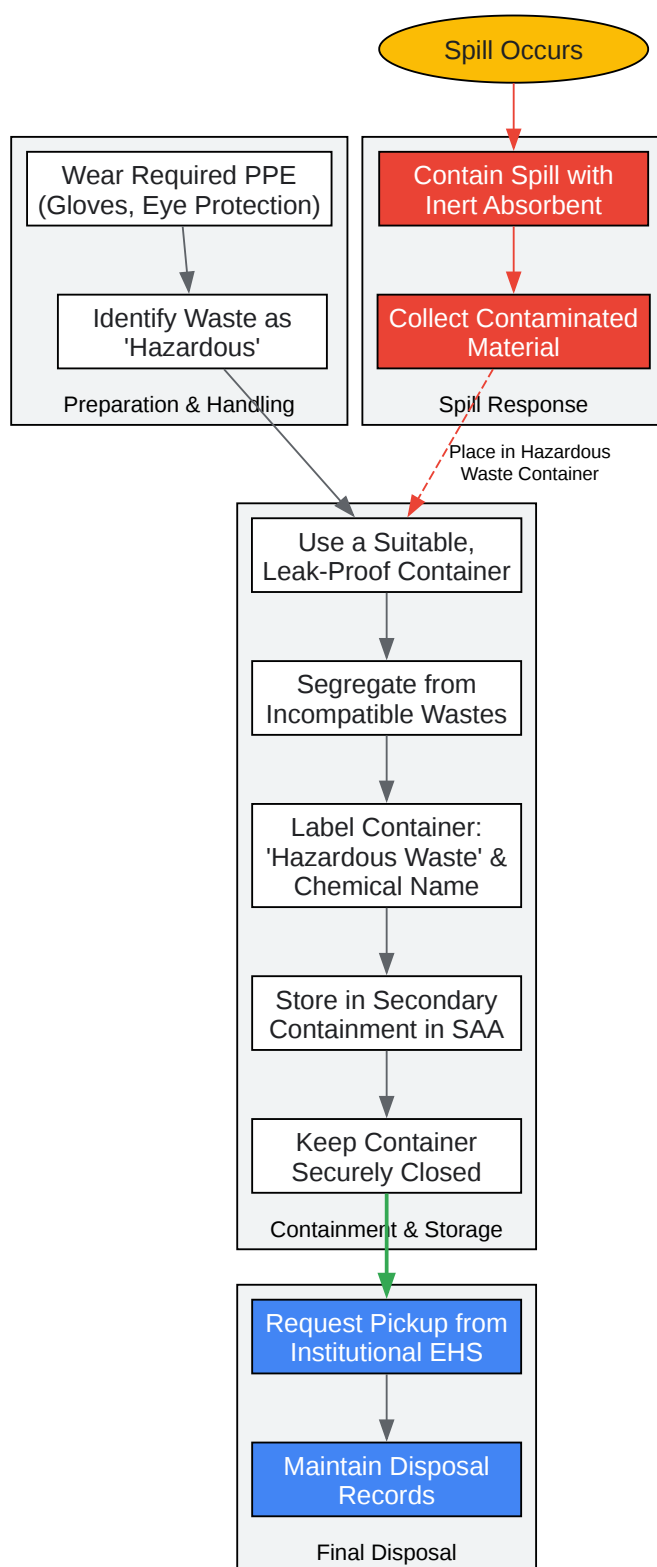 Spill Occurs
Wear Required PPE
(Gloves, Eye Protection)
Identify Waste as
'Hazardous'
Preparation & Handling
Contain Spill with
Inert Absorbent
Collect Contaminated
Material
Spill Response
Place in Hazardous
Waste Container
Use a Suitable,
Leak-Proof Container
Segregate from
Incompatible Wastes
Label Container:
'Hazardous Waste' &
Chemical Name
Store in Secondary
Containment in SAA
Keep Container
Securely Closed
Containment & Storage
Request Pickup from
Institutional EHS
Maintain Disposal
Records
Final Disposal